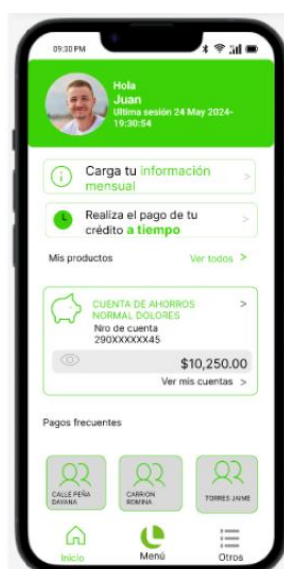 09:30 PM
Hola
Juan
Ultima sesión 24 May 2024-
19:30:54
Carga tu información >
mensual
Realiza el pago de tu >
crédito a tiempo
Mis productos Ver todos >
CUENTA DE AHORROS >
NORMAL DOLORES
Nro de cuenta
290XXXXXX45
$10,250.00
Ver mis cuentas >
Pagos frecuentes
CALLE PEÑA
DAYANA
CARRION
ROMINA
TORRES JAIME
Inicio Menú Otros